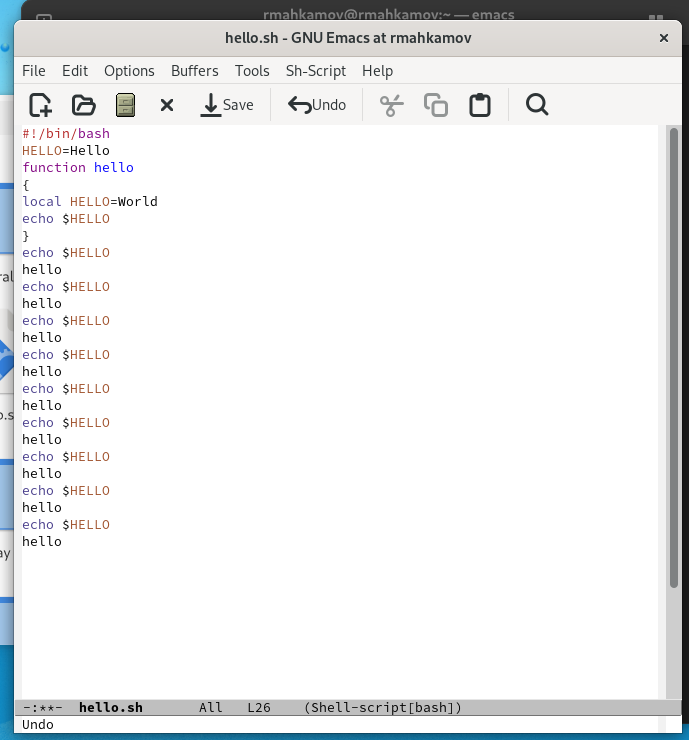 rmahkamov@rmahkamov:~ — emacs
hello.sh - GNU Emacs at rmahkamov
File Edit Options Buffers Tools Sh-Script Help
Save Undo
#!/bin/bash
HELLO=Hello
function hello
{
local HELLO=World
echo $HELLO
}
echo $HELLO
hello
echo $HELLO
hello
echo $HELLO
hello
echo $HELLO
hello
echo $HELLO
hello
echo $HELLO
hello
echo $HELLO
hello
echo $HELLO
hello
echo $HELLO
hello
-:**- hello.sh All L26 (Shell-script[bash])
Undo